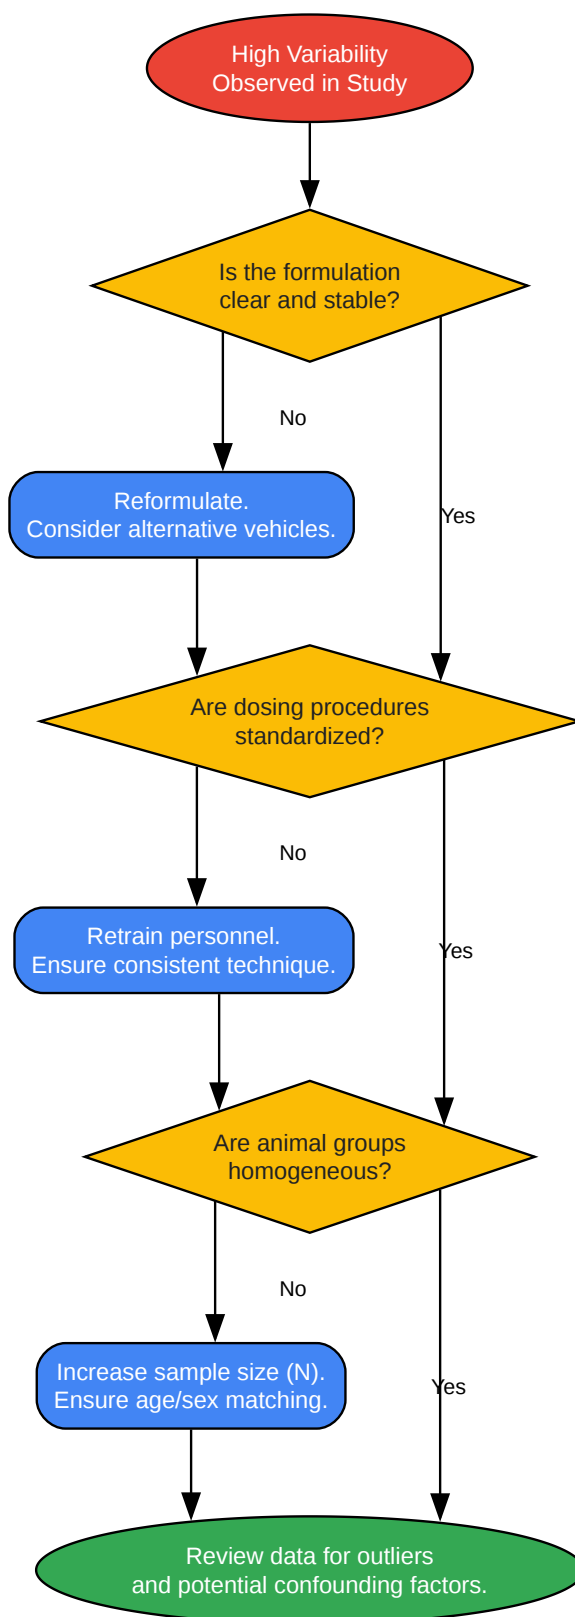 High Variability
Observed in Study
Is the formulation
clear and stable?
No
Reformulate.
Consider alternative vehicles.
Yes
Are dosing procedures
standardized?
No
Retrain personnel.
Ensure consistent technique.
Yes
Are animal groups
homogeneous?
No
Increase sample size (N).
Ensure age/sex matching.
Yes
Review data for outliers
and potential confounding factors.